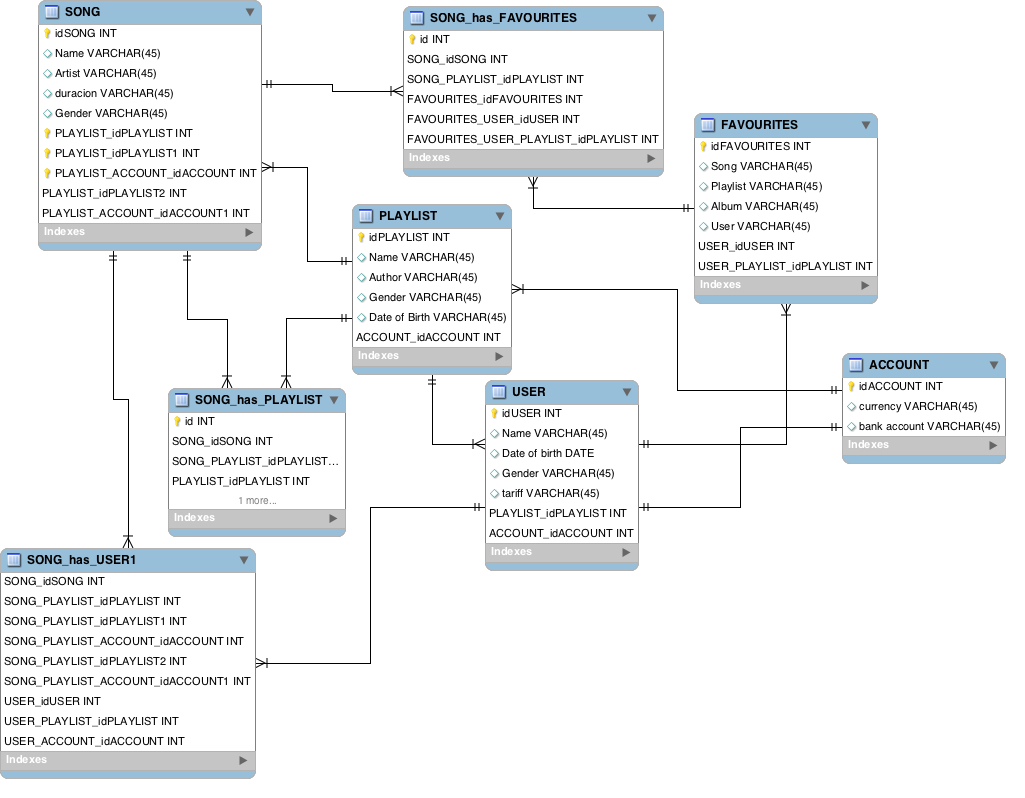 SONG
idSONG INT
Name VARCHAR(45)
Artist VARCHAR(45)
duracion VARCHAR(45)
Gender VARCHAR(45)
PLAYLIST_idPLAYLIST INT
PLAYLIST_idPLAYLIST1 INT
PLAYLIST_ACCOUNT_idACCOUNT INT
PLAYLIST_idPLAYLIST2 INT
PLAYLIST_ACCOUNT_idACCOUNT1 INT
Indexes
SONG_has_FAVOURITES
id INT
SONG_idSONG INT
SONG_PLAYLIST_idPLAYLIST INT
FAVOURITES_idFAVOURITES INT
FAVOURITES_USER_idUSER INT
FAVOURITES_USER_PLAYLIST_idPLAYLIST INT
Indexes
FAVOURITES
idFAVOURITES INT
Song VARCHAR(45)
Playlist VARCHAR(45)
Album VARCHAR(45)
User VARCHAR(45)
USER_idUSER INT
USER_PLAYLIST_idPLAYLIST INT
Indexes
PLAYLIST
idPLAYLIST INT
Name VARCHAR(45)
Author VARCHAR(45)
Gender VARCHAR(45)
Date of Birth VARCHAR(45)
ACCOUNT_idACCOUNT INT
Indexes
ACCOUNT
idACCOUNT INT
currency VARCHAR(45)
bank account VARCHAR(45)
Indexes
USER
idUSER INT
Name VARCHAR(45)
Date of birth DATE
Gender VARCHAR(45)
tariff VARCHAR(45)
PLAYLIST_idPLAYLIST INT
ACCOUNT_idACCOUNT INT
Indexes
SONG_has_PLAYLIST
id INT
SONG_idSONG INT
SONG_PLAYLIST_idPLAYLIST...
PLAYLIST_idPLAYLIST INT
1 more...
Indexes
SONG_has_USER1
SONG_idSONG INT
SONG_PLAYLIST_idPLAYLIST INT
SONG_PLAYLIST_idPLAYLIST1 INT
SONG_PLAYLIST_ACCOUNT_idACCOUNT INT
SONG_PLAYLIST_idPLAYLIST2 INT
SONG_PLAYLIST_ACCOUNT_idACCOUNT1 INT
USER_idUSER INT
USER_PLAYLIST_idPLAYLIST INT
USER_ACCOUNT_idACCOUNT INT
Indexes